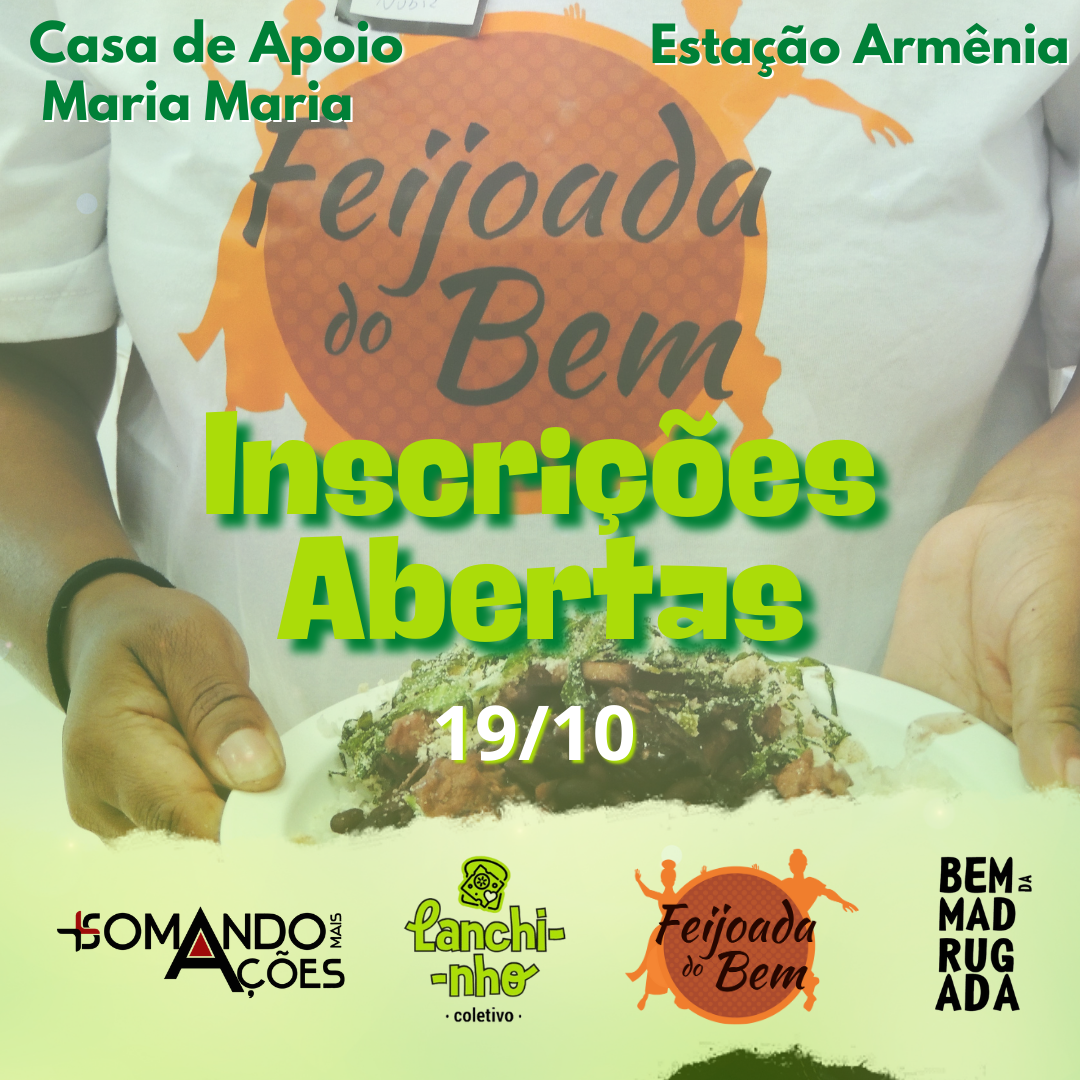 Casa de Apoio
Maria Maria
Estação Armênia
Feijoada
do Bem
Inscrições
Abertas
19/10
SOMANDO MAIS
AÇÕES
Lanchi-
-nho
· coletivo ·
Feijoada
do Bem
BEM DA
MAD
RUG
ADA